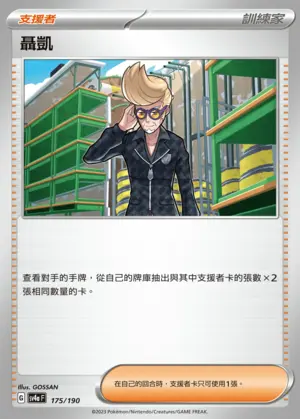 支援者
訓練家
聶凱
查看對手的手牌，從自己的牌庫抽出與其中支援者卡的張數×2
張相同數量的卡。
Illus. GOSSAN
G sv4a F 175/190
在自己的回合時，支援者卡只可使用1張。
©2023 Pokémon/Nintendo/Creatures/GAME FREAK.